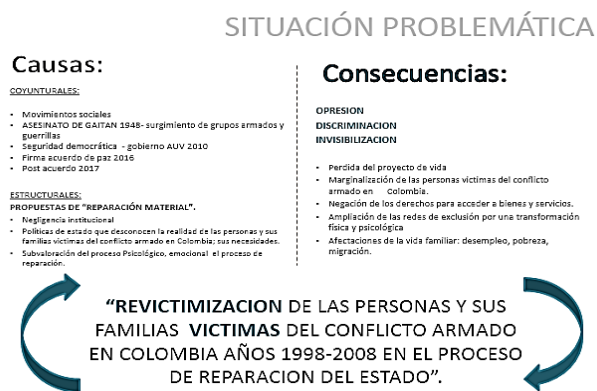 SITUACIÓN PROBLEMÁTICA
Causas:
COYUNTURALES:
• Movimientos sociales
• ASESINATO DE GAITAN 1948- surgimiento de grupos armados y
guerrillas
• Seguridad democrática - gobierno AUV 2010
• Firma acuerdo de paz 2016
• Post acuerdo 2017
ESTRUCTURALES:
PROPUESTAS DE “REPARACIÓN MATERIAL”.
• Negligencia institucional
• Políticas de estado que desconocen la realidad de las personas y sus
familias victimas del conflicto armado en Colombia; sus necesidades.
• Subvaloración del proceso Psicológico, emocional el proceso de
reparación.
Consecuencias:
OPRESION
DISCRIMINACION
INVISIBILIZACION
• Perdida del proyecto de vida
• Marginalización de las personas victimas del conflicto
armado en Colombia.
• Negación de los derechos para acceder a bienes y servicios.
• Ampliación de las redes de exclusión por una transformación
física y psicológica
• Afectaciones de la vida familiar: desempleo, pobreza,
migración.
“REVICTIMIZACION DE LAS PERSONAS Y SUS
FAMILIAS VICTIMAS DEL CONFLICTO ARMADO
EN COLOMBIA AÑOS 1998-2008 EN EL PROCESO
DE REPARACION DEL ESTADO”.